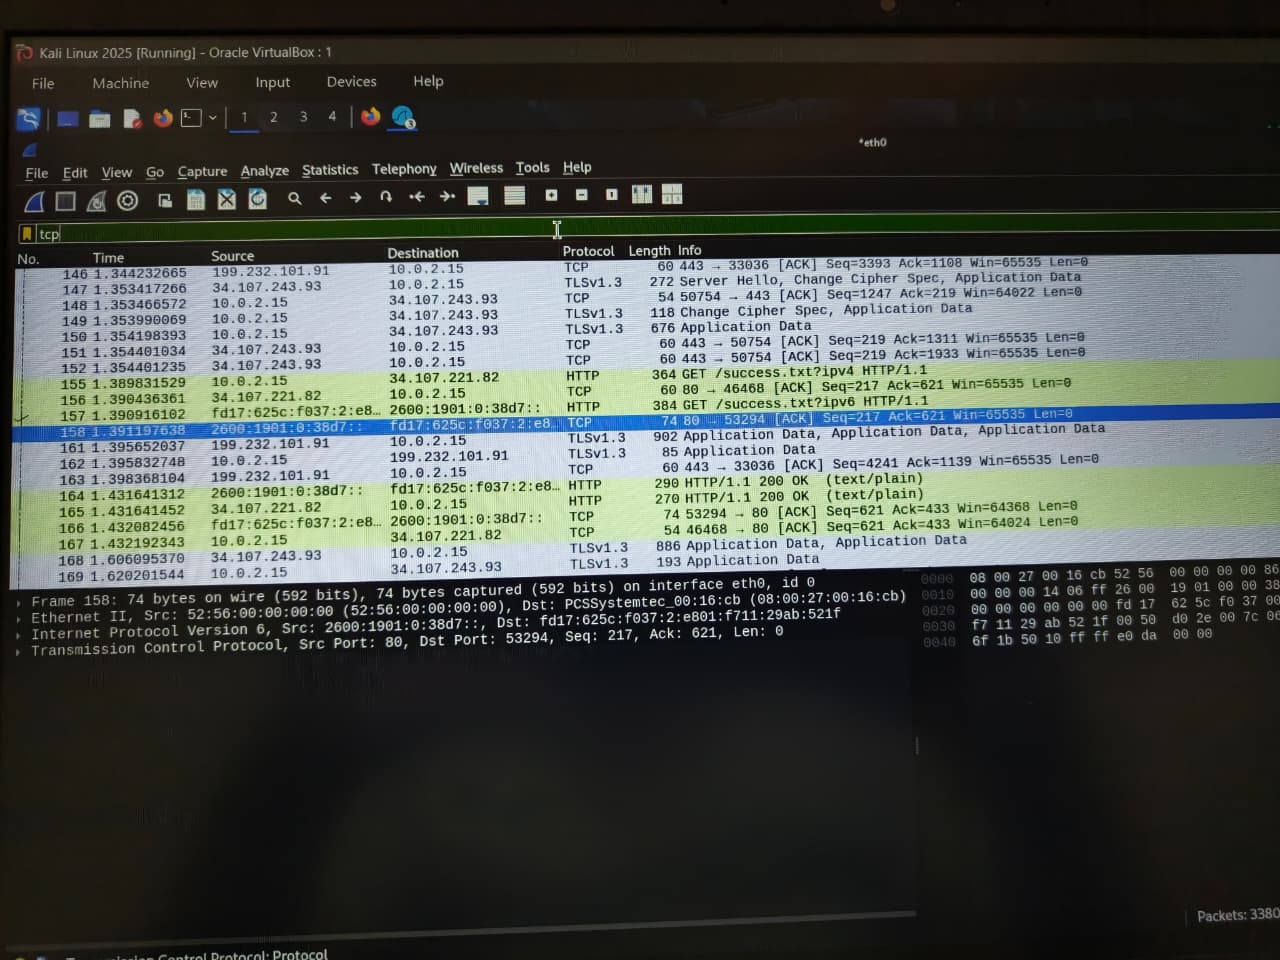 Kali Linux 2025 [Running] - Oracle VirtualBox : 1
File Machine View Input Devices Help
1 2 3 4 3
*eth0
File Edit View Go Capture Analyze Statistics Telephony Wireless Tools Help
tcp
No. Time Source Destination Protocol Length Info
146 1.344232665 199.232.101.91 10.0.2.15 TCP 60 443 → 33036 [ACK] Seq=3393 Ack=1108 Win=65535 Len=0
147 1.353417266 34.107.243.93 10.0.2.15 TLSv1.3 272 Server Hello, Change Cipher Spec, Application Data
148 1.353466572 10.0.2.15 34.107.243.93 TCP 54 50754 → 443 [ACK] Seq=1247 Ack=219 Win=64022 Len=0
149 1.353990069 10.0.2.15 34.107.243.93 TLSv1.3 118 Change Cipher Spec, Application Data
150 1.354198393 10.0.2.15 34.107.243.93 TLSv1.3 676 Application Data
151 1.354401034 34.107.243.93 10.0.2.15 TCP 60 443 → 50754 [ACK] Seq=219 Ack=1311 Win=65535 Len=0
152 1.354401235 34.107.243.93 10.0.2.15 TCP 60 443 → 50754 [ACK] Seq=219 Ack=1933 Win=65535 Len=0
155 1.389831529 10.0.2.15 34.107.221.82 HTTP 364 GET /success.txt?ipv4 HTTP/1.1
156 1.390436361 34.107.221.82 10.0.2.15 TCP 60 80 → 46468 [ACK] Seq=217 Ack=621 Win=65535 Len=0
157 1.390916102 fd17:625c:f037:2:e8… 2600:1901:0:38d7:: HTTP 384 GET /success.txt?ipv6 HTTP/1.1
158 1.391197638 2600:1901:0:38d7:: fd17:625c:f037:2:e8… TCP 74 80 → 53294 [ACK] Seq=217 Ack=621 Win=65535 Len=0
161 1.395652037 199.232.101.91 10.0.2.15 TLSv1.3 902 Application Data, Application Data, Application Data
162 1.395832748 10.0.2.15 199.232.101.91 TLSv1.3 85 Application Data
163 1.398368104 199.232.101.91 10.0.2.15 TCP 60 443 → 33036 [ACK] Seq=4241 Ack=1139 Win=65535 Len=0
164 1.431641312 2600:1901:0:38d7:: fd17:625c:f037:2:e8… HTTP 290 HTTP/1.1 200 OK (text/plain)
165 1.431641452 34.107.221.82 10.0.2.15 HTTP 270 HTTP/1.1 200 OK (text/plain)
166 1.432082456 fd17:625c:f037:2:e8… 2600:1901:0:38d7:: TCP 74 53294 → 80 [ACK] Seq=621 Ack=433 Win=64368 Len=0
167 1.432192343 10.0.2.15 34.107.221.82 TCP 54 46468 → 80 [ACK] Seq=621 Ack=433 Win=64024 Len=0
168 1.606095370 34.107.243.93 10.0.2.15 TLSv1.3 886 Application Data, Application Data
169 1.620201544 10.0.2.15 34.107.243.93 TLSv1.3 193 Application Data
Frame 158: 74 bytes on wire (592 bits), 74 bytes captured (592 bits) on interface eth0, id 0
Ethernet II, Src: 52:56:00:00:00:00 (52:56:00:00:00:00), Dst: PCSSystemtec_00:16:cb (08:00:27:00:16:cb)
Internet Protocol Version 6, Src: 2600:1901:0:38d7::, Dst: fd17:625c:f037:2:e801:f711:29ab:521f
Transmission Control Protocol, Src Port: 80, Dst Port: 53294, Seq: 217, Ack: 621, Len: 0
0000 08 00 27 00 16 cb 52 56 00 00 00 00 86
0010 00 00 00 14 06 ff 26 00 19 01 00 00 38
0020 00 00 00 00 00 00 fd 17 62 5c f0 37 00
0030 f7 11 29 ab 52 1f 00 50 d0 2e 00 7c 06
0040 6f 1b 50 10 ff ff e0 da 00 00
Packets: 3380
Control Protocol: Protocol